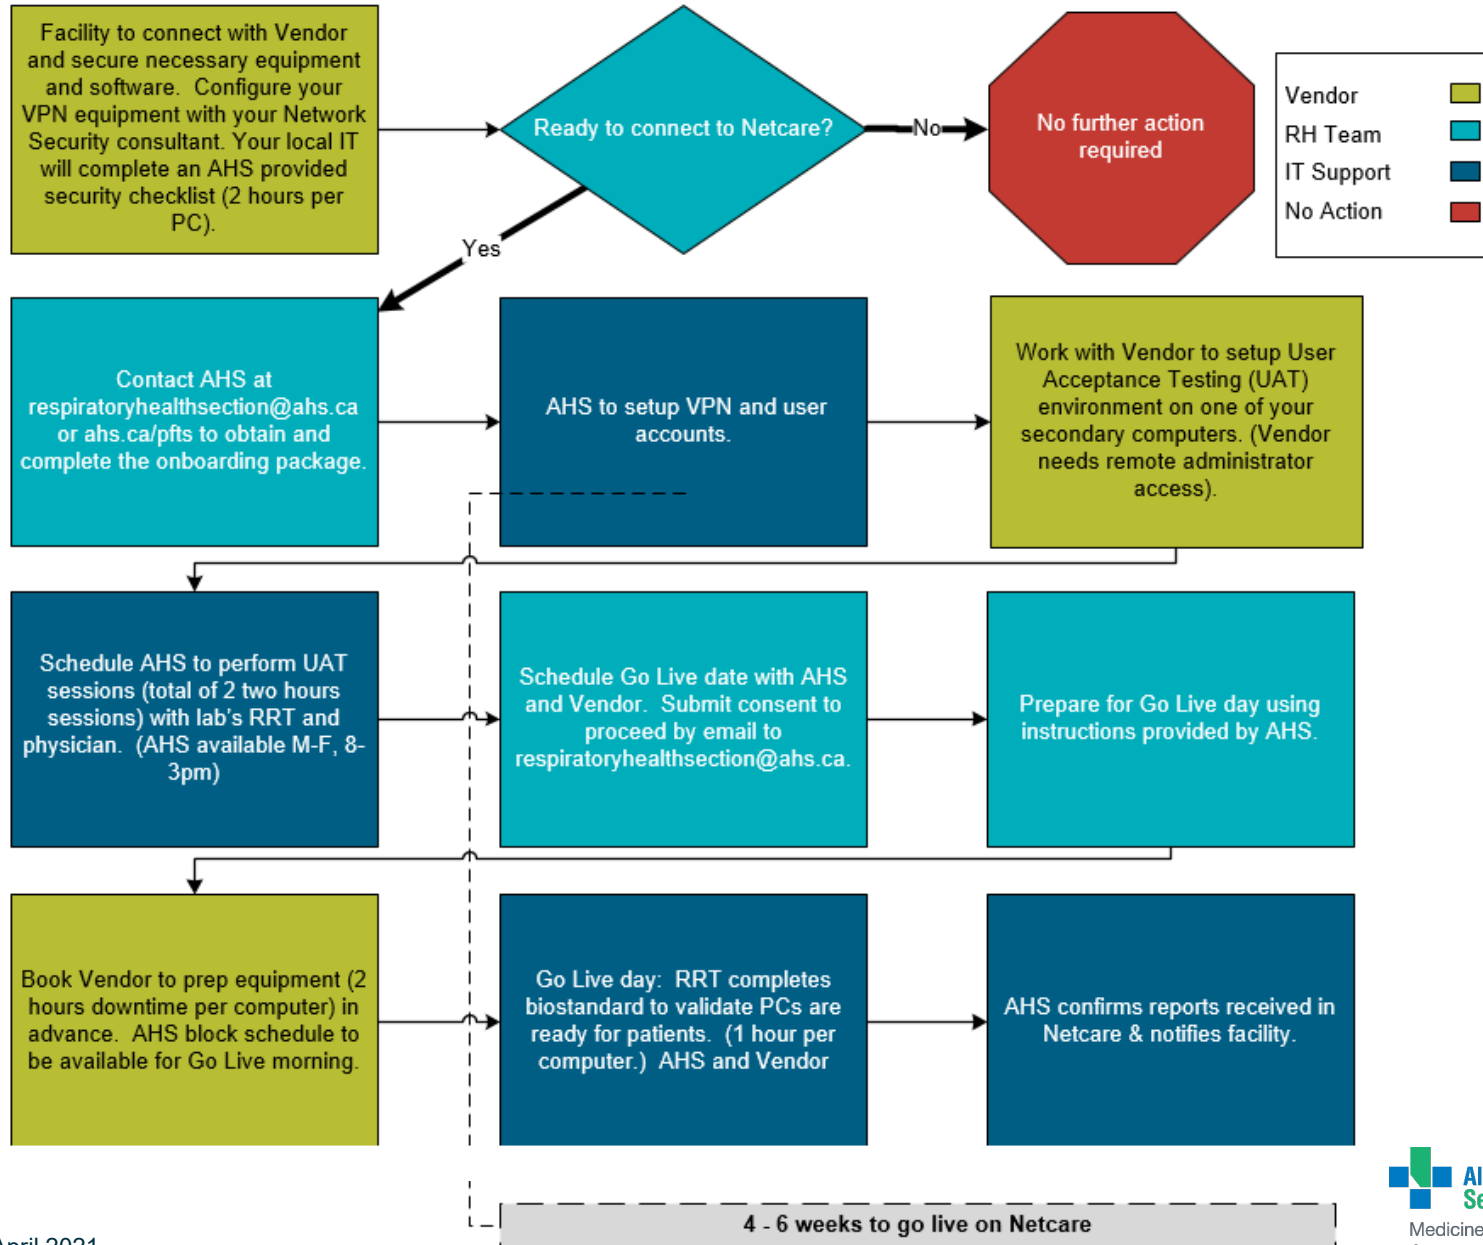 Facility to connect with Vendor
and secure necessary equipment
and software.  Configure your
VPN equipment with your Network
Security consultant. Your local IT
will complete an AHS provided
security checklist (2 hours per
PC).
Ready to connect to Netcare?
No
No further action
required
Vendor
RH Team
IT Support
No Action
Yes
Contact AHS at
respiratoryhealthsection@ahs.ca
or ahs.ca/pfts to obtain and
complete the onboarding package.
AHS to setup VPN and user
accounts.
Work with Vendor to setup User
Acceptance Testing (UAT)
environment on one of your
secondary computers. (Vendor
needs remote administrator
access).
Schedule AHS to perform UAT
sessions (total of 2 two hours
sessions) with lab's RRT and
physician.  (AHS available M-F, 8-
3pm)
Schedule Go Live date with AHS
and Vendor.  Submit consent to
proceed by email to
respiratoryhealthsection@ahs.ca.
Prepare for Go Live day using
instructions provided by AHS.
Book Vendor to prep equipment (2
hours downtime per computer) in
advance.  AHS block schedule to
be available for Go Live morning.
Go Live day:  RRT completes
biostandard to validate PCs are
ready for patients.  (1 hour per
computer.)  AHS and Vendor
AHS confirms reports received in
Netcare & notifies facility.
4 - 6 weeks to go live on Netcare
Al
Se
Medicine
April 2021